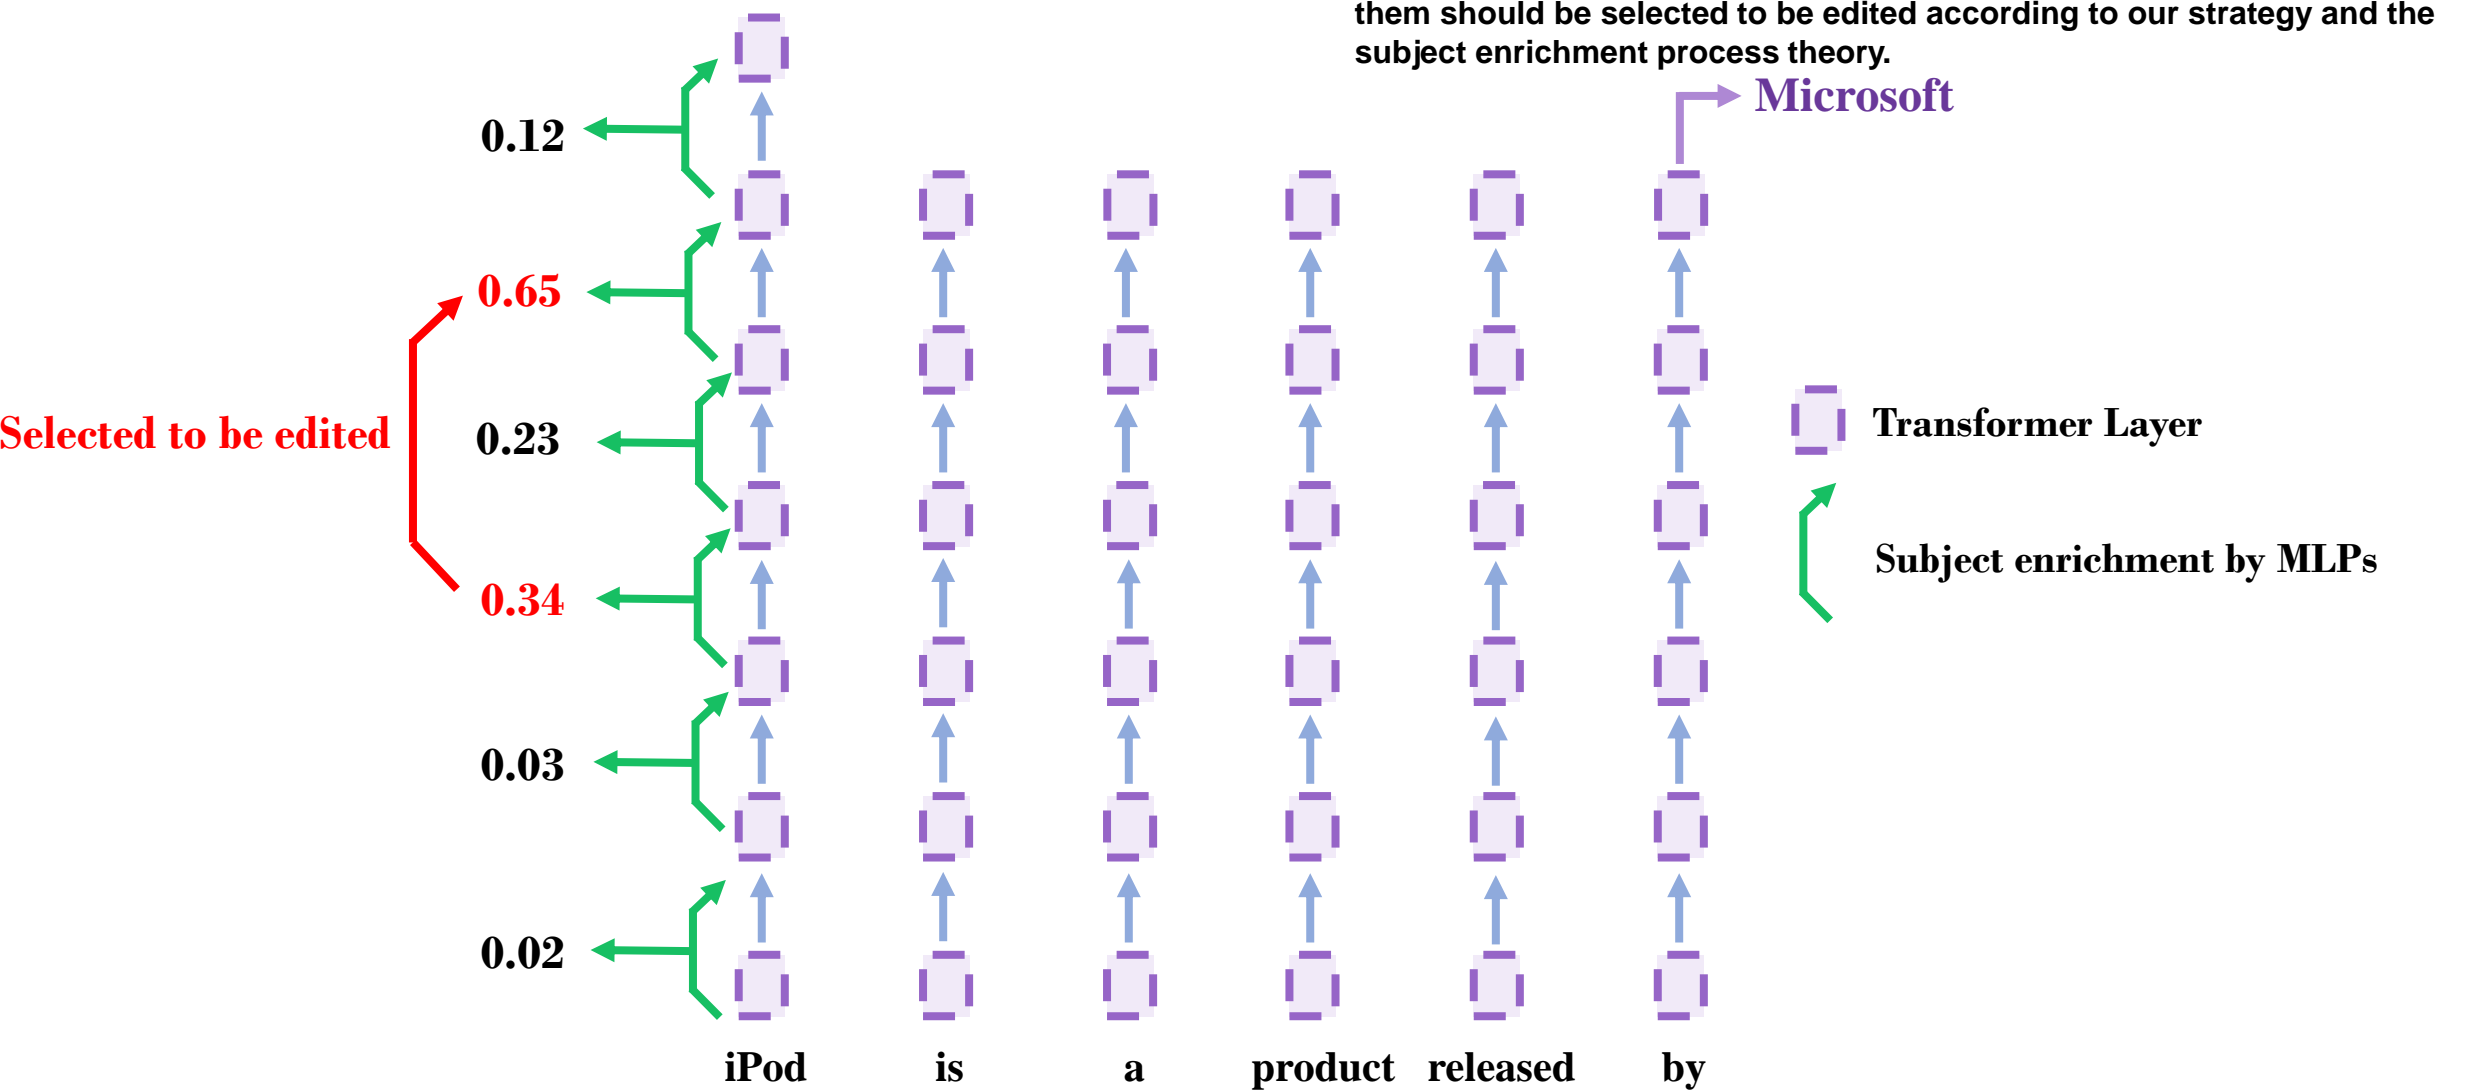 them should be selected to be edited according to our strategy and the
subject enrichment process theory.
Microsoft
0.12
0.65
Selected to be edited
0.23
Transformer Layer
Subject enrichment by MLPs
0.34
0.03
0.02
iPod is a product released by